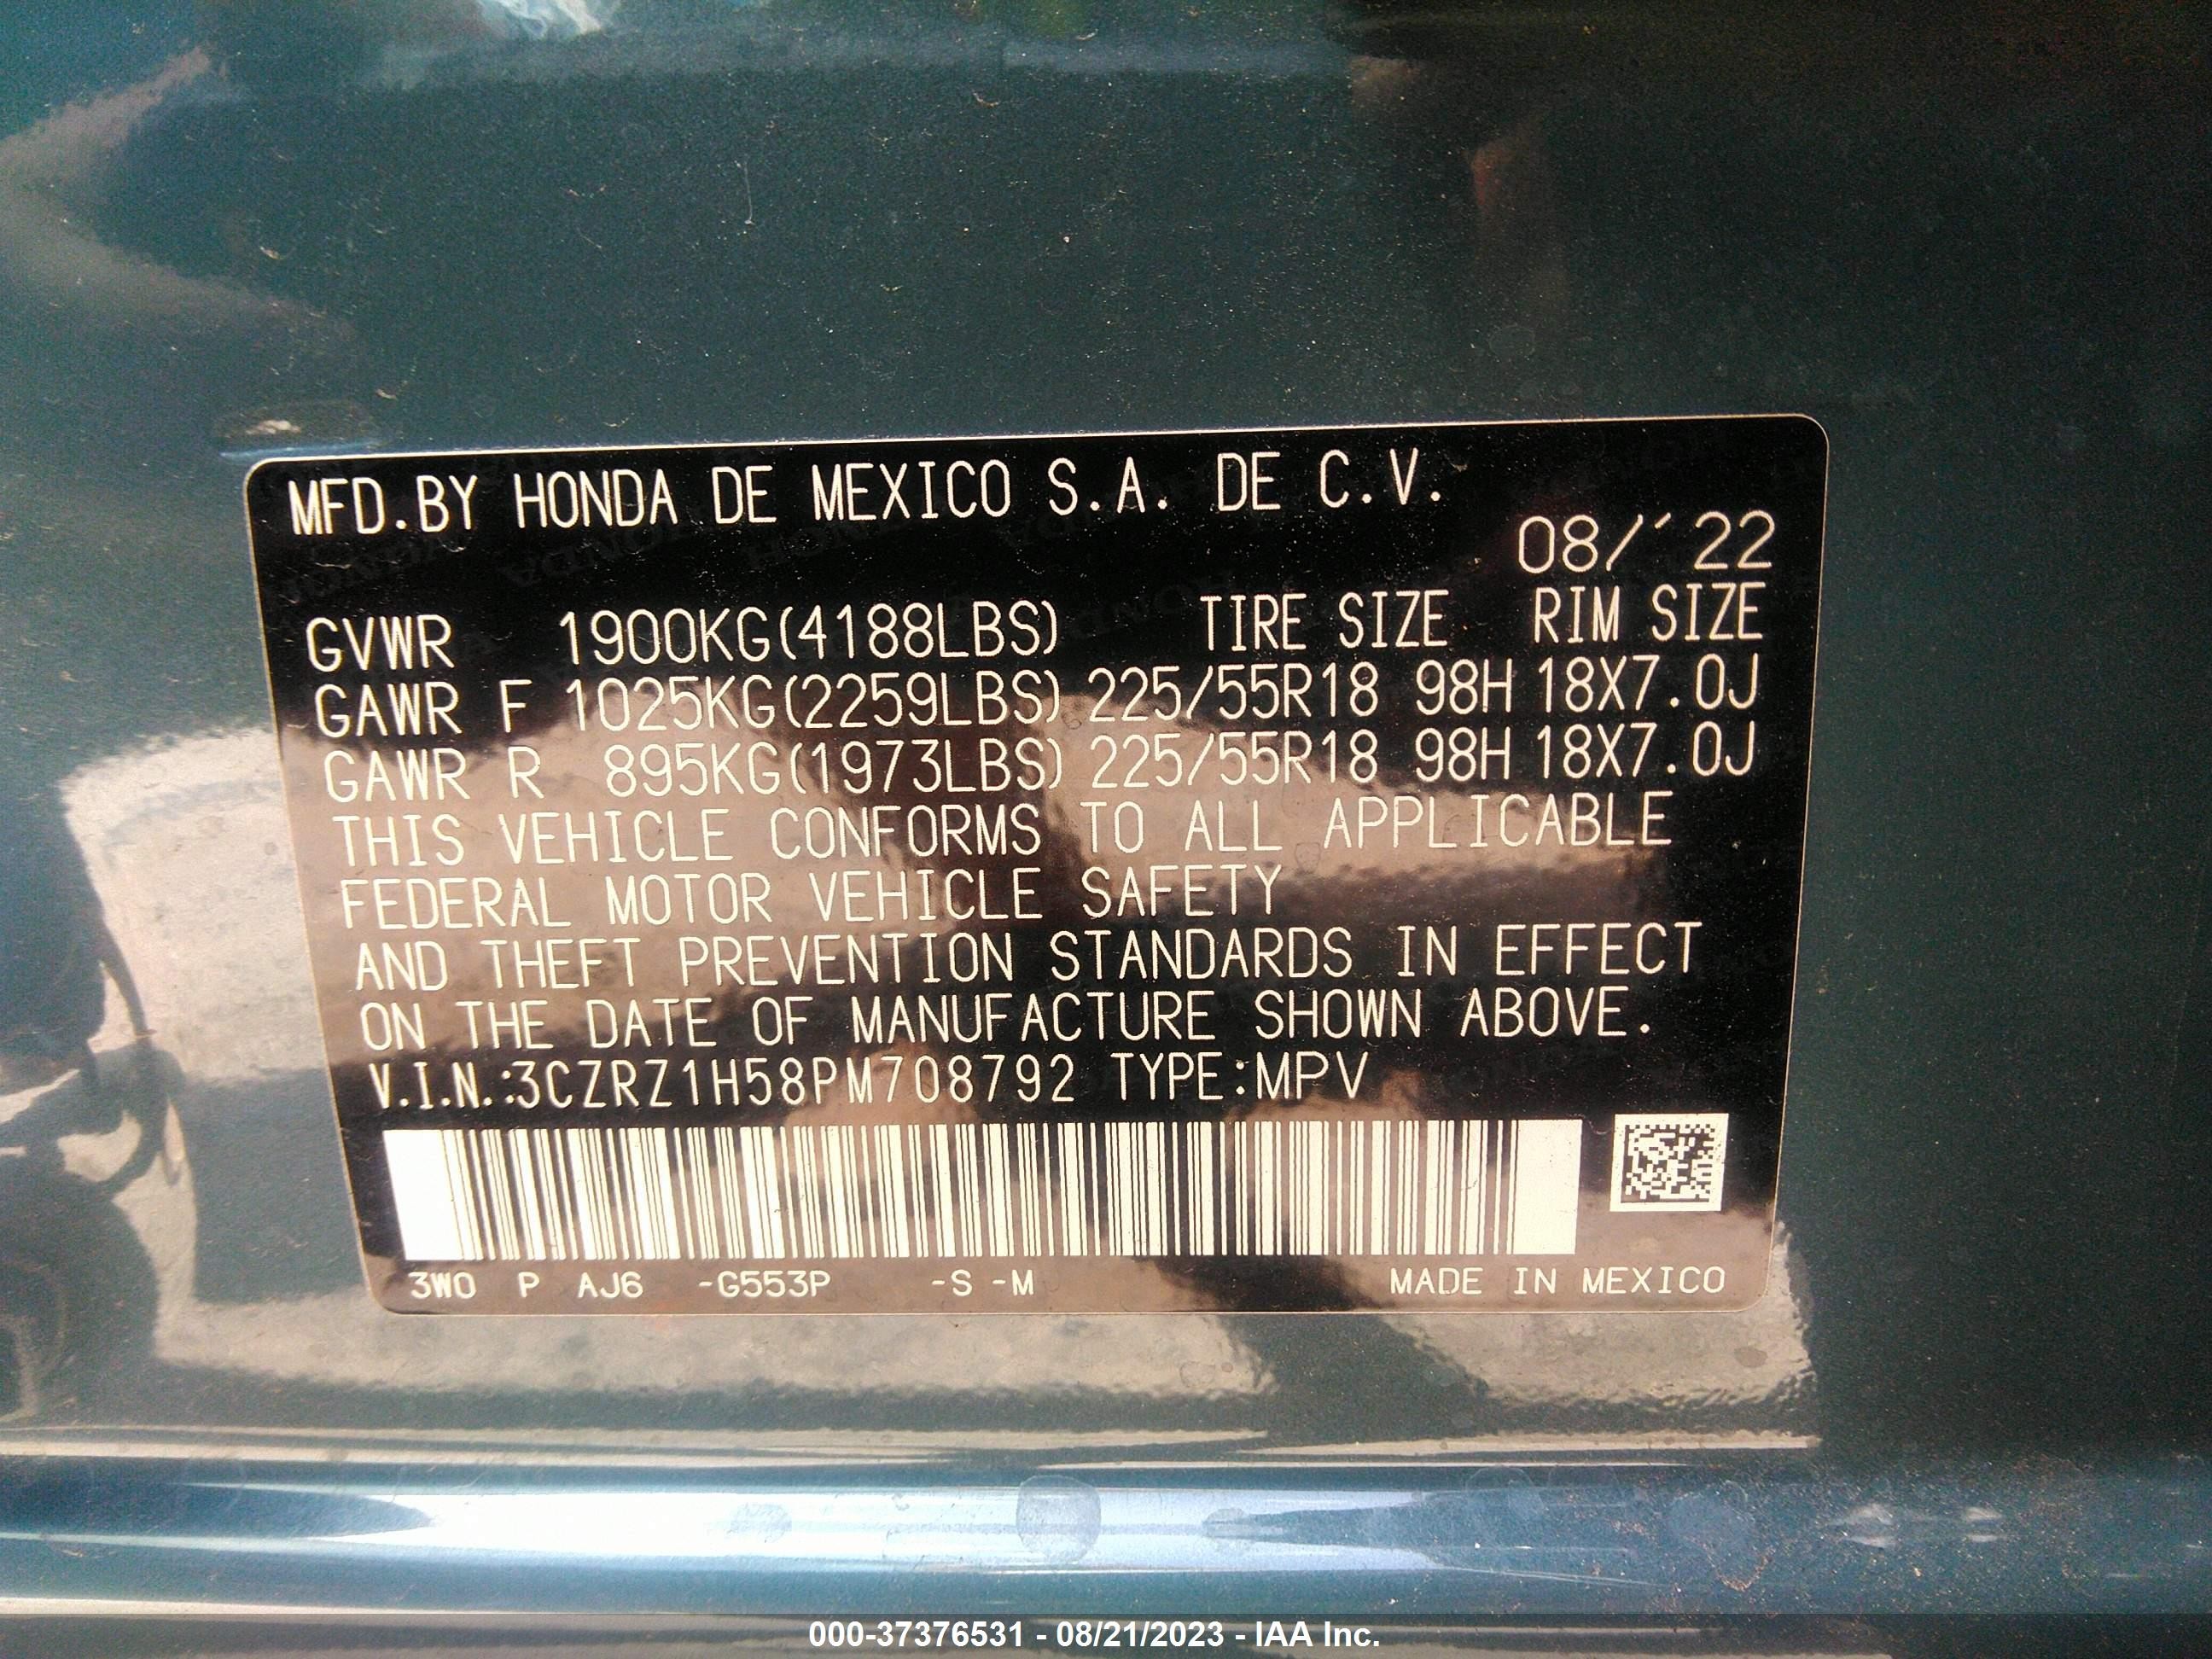 MFD.BY HONDA DE MEXICO S.A. DE C.V.
08/'22
GVWR 1900KG(4188LBS) TIRE SIZE RIM SIZE
GAWR F 1025KG(2259LBS) 225/55R18 98H 18X7.0J
GAWR R 895KG(1973LBS) 225/55R18 98H 18X7.0J
THIS VEHICLE CONFORMS TO ALL APPLICABLE
FEDERAL MOTOR VEHICLE SAFETY
AND THEFT PREVENTION STANDARDS IN EFFECT
ON THE DATE OF MANUFACTURE SHOWN ABOVE.
V.I.N.:3CZRZ1H58PM708792 TYPE:MPV
3W0 P AJ6 -G553P -S -M MADE IN MEXICO
000-37376531 - 08/21/2023 - IAA Inc.